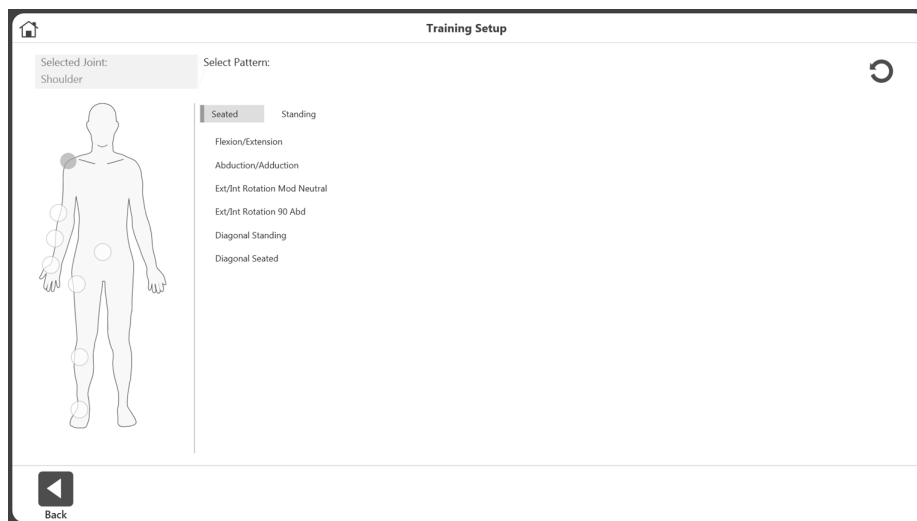 Training Setup
Selected Joint:
Shoulder
Select Pattern:
Seated
Standing
Flexion/Extension
Abduction/Adduction
Ext/Int Rotation Mod Neutral
Ext/Int Rotation 90 Abd
Diagonal Standing
Diagonal Seated
Back